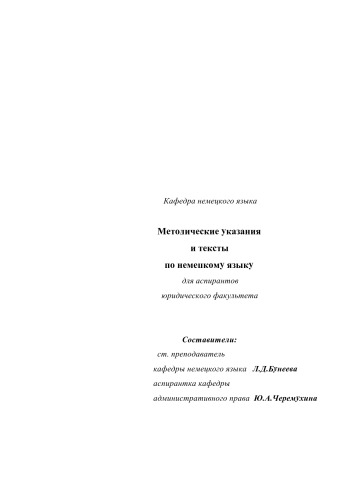 Кафедра немецкого языка
Методические указания
и тексты
по немецкому языку
для аспирантов
юридического факультета
Составители:
ст. преподаватель
кафедры немецкого языка Л.Д.Бунеева
аспирантка кафедры
административного права Ю.А.Черемухина